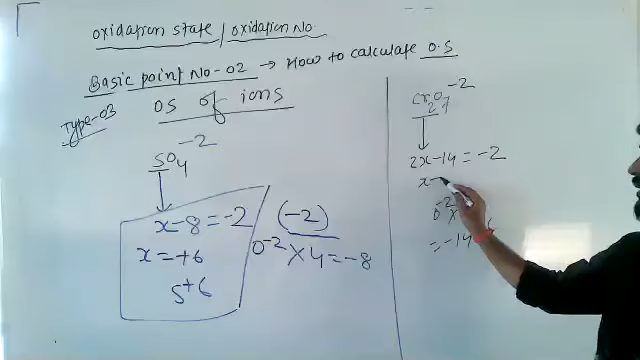 oxidation state / oxidation No.
Basic point No-02 → How to calculate O.S
Type-03
OS of ions
SO4 -2
x-8=-2
x=+6
S+6
(-2)
O-2 × 4 = -8
Cr2O7 -2
2x-14=-2
x-
O-2 ×
= -14